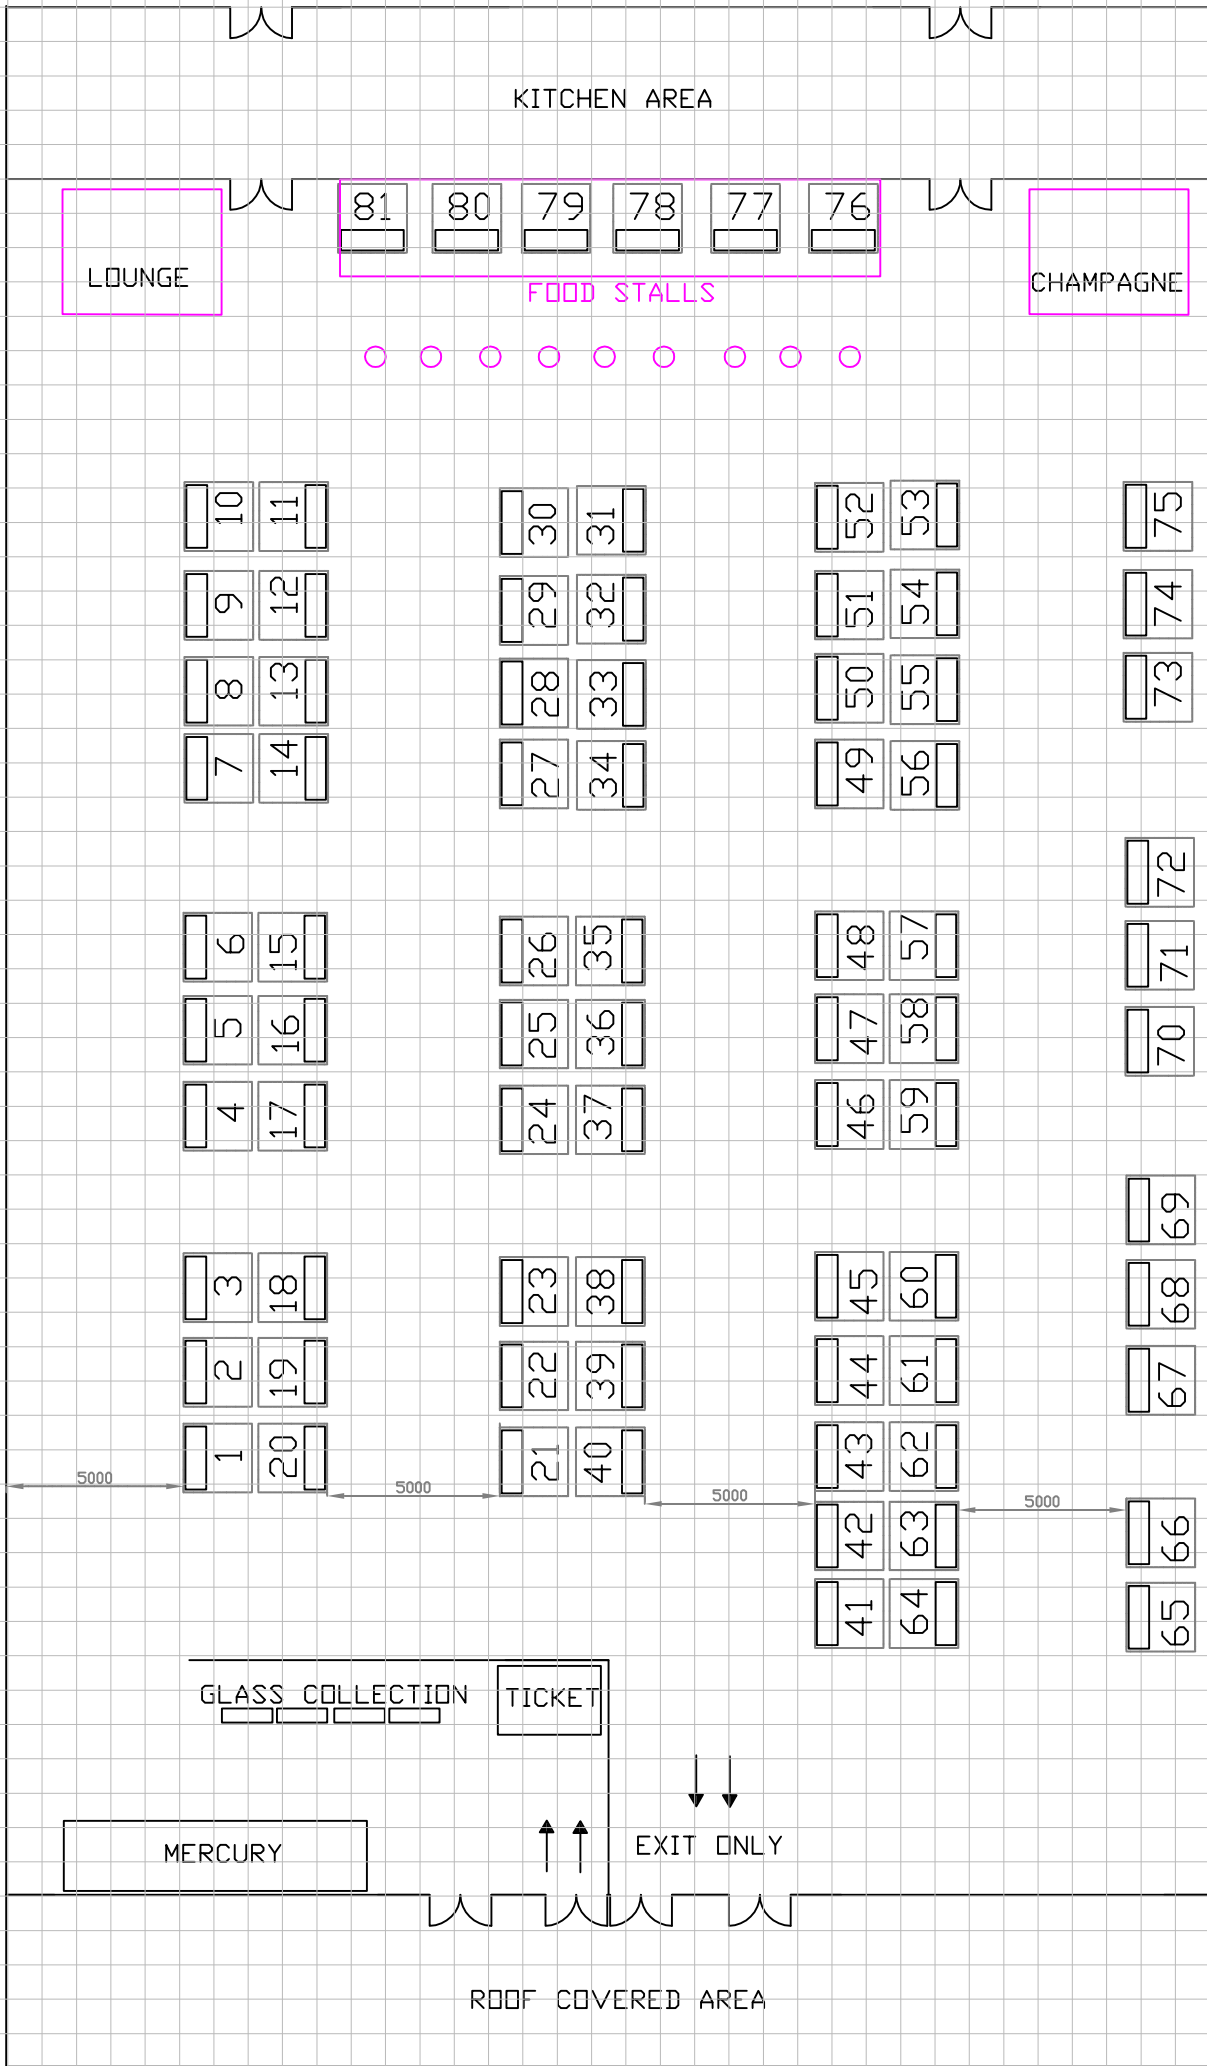 KITCHEN AREA
81 80 79 78 77 76
LOUNGE
CHAMPAGNE
FOOD STALLS
10 11 30 31 52 53 75
9 12 29 32 51 54 74
8 13 28 33 50 55 73
7 14 27 34 49 56
72
6 15 26 35 48 57
71
5 16 25 36 47 58
70
4 17 24 37 46 59
69
3 18 23 38 45 60
68
2 19 22 39 44 61
67
1 20 21 40 43 62
5000 5000 5000 5000
42 63 66
41 64 65
GLASS COLLECTION
TICKET
EXIT ONLY
MERCURY
ROOF COVERED AREA